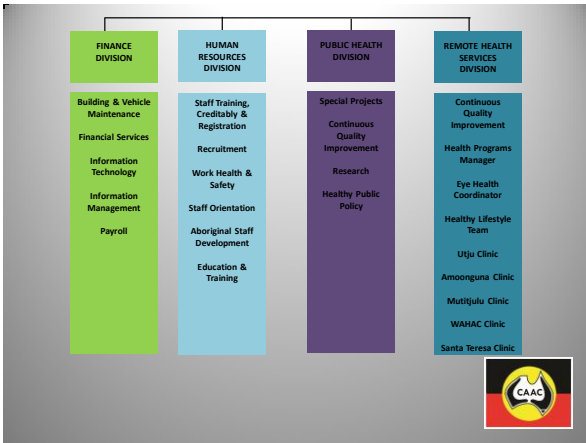 FINANCE
DIVISION
Building & Vehicle
Maintenance
Financial Services
Information
Technology
Information
Management
Payroll
HUMAN
RESOURCES
DIVISION
Staff Training,
Creditably &
Registration
Recruitment
Work Health &
Safety
Staff Orientation
Aboriginal Staff
Development
Education &
Training
PUBLIC HEALTH
DIVISION
Special Projects
Continuous
Quality
Improvement
Research
Healthy Public
Policy
REMOTE HEALTH
SERVICES
DIVISION
Continuous
Quality
Improvement
Health Programs
Manager
Eye Health
Coordinator
Healthy Lifestyle
Team
Utju Clinic
Amoonguna Clinic
Mutitjulu Clinic
WAHAC Clinic
Santa Teresa Clinic
CAAC